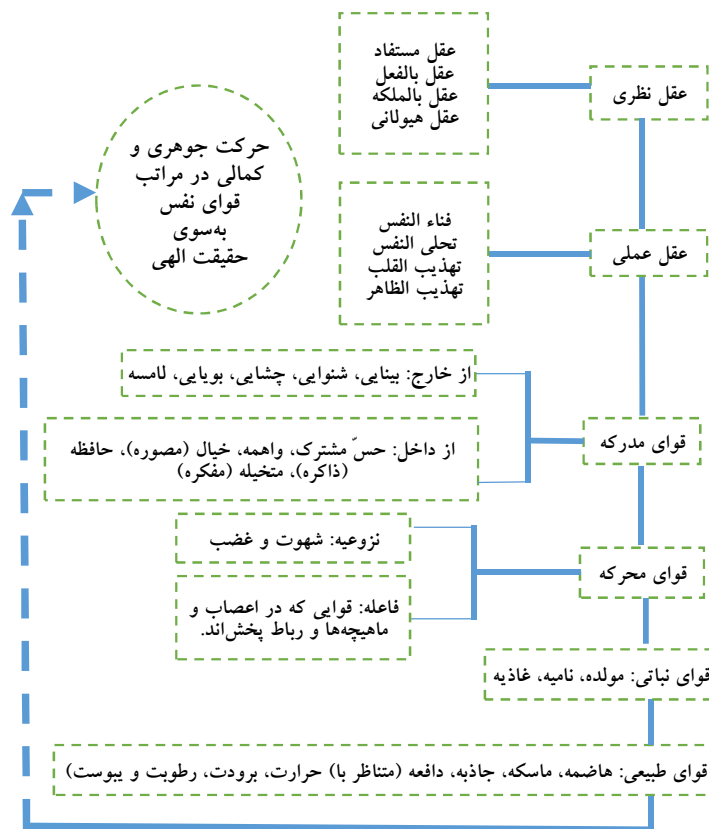 عقل نظری
عقل مستفاد
عقل بالفعل
عقل بالملکه
عقل هیولانی
عقل عملی
فناء النفس
تحلی النفس
تهذیب القلب
تهذیب الظاهر
قوای مدرکه
از خارج: بینایی، شنوایی، چشایی، بویایی، لامسه
از داخل: حسّ مشترک، واهمه، خیال (مصوره)، حافظه
(ذاکره)، متخیله (مفکره)
قوای محرکه
نزوعیه: شهوت و غضب
فاعله: قوایی که در اعصاب و
ماهیچه‌ها و رباط پخش‌اند.
قوای نباتی: مولده، نامیه، غاذیه
قوای طبیعی: هاضمه، ماسکه، جاذبه، دافعه (متناظر با) حرارت، برودت، رطوبت و یبوست)
حرکت جوهری و
کمالی در مراتب
قوای نفس
به‌سوی
حقیقت الهی